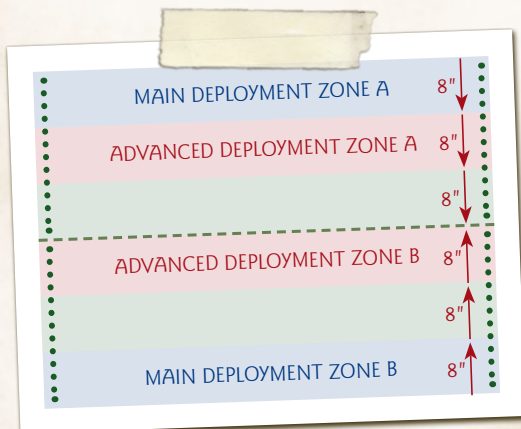 MAIN DEPLOYMENT ZONE A 8"
ADVANCED DEPLOYMENT ZONE A 8"
8"
ADVANCED DEPLOYMENT ZONE B 8"
8"
MAIN DEPLOYMENT ZONE B 8"